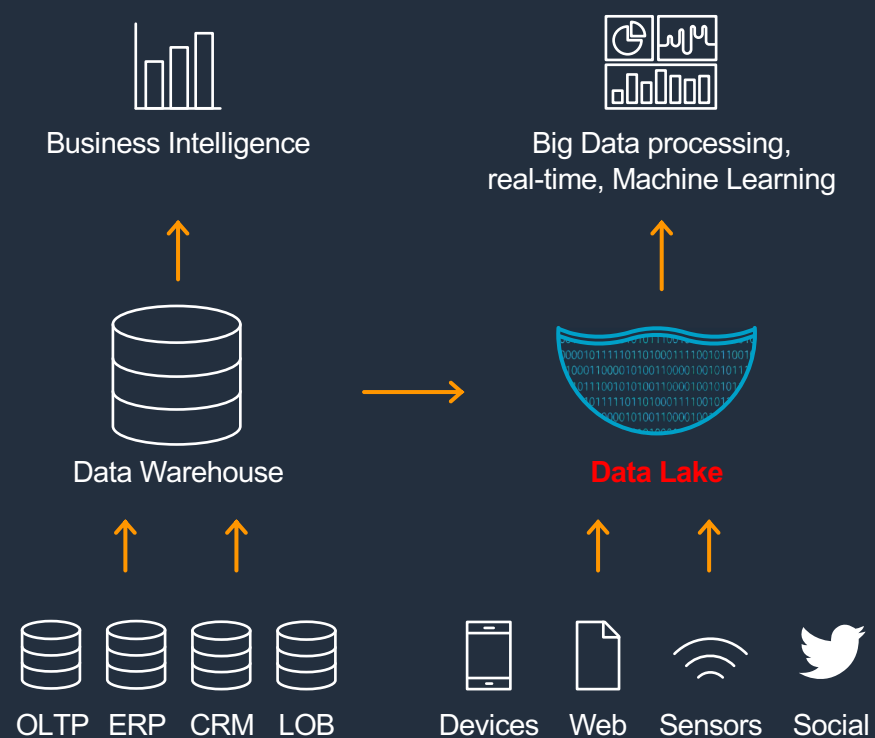 Business Intelligence
Big Data processing,
real-time, Machine Learning
Data Warehouse
Data Lake
OLTP ERP CRM LOB
Devices Web Sensors Social